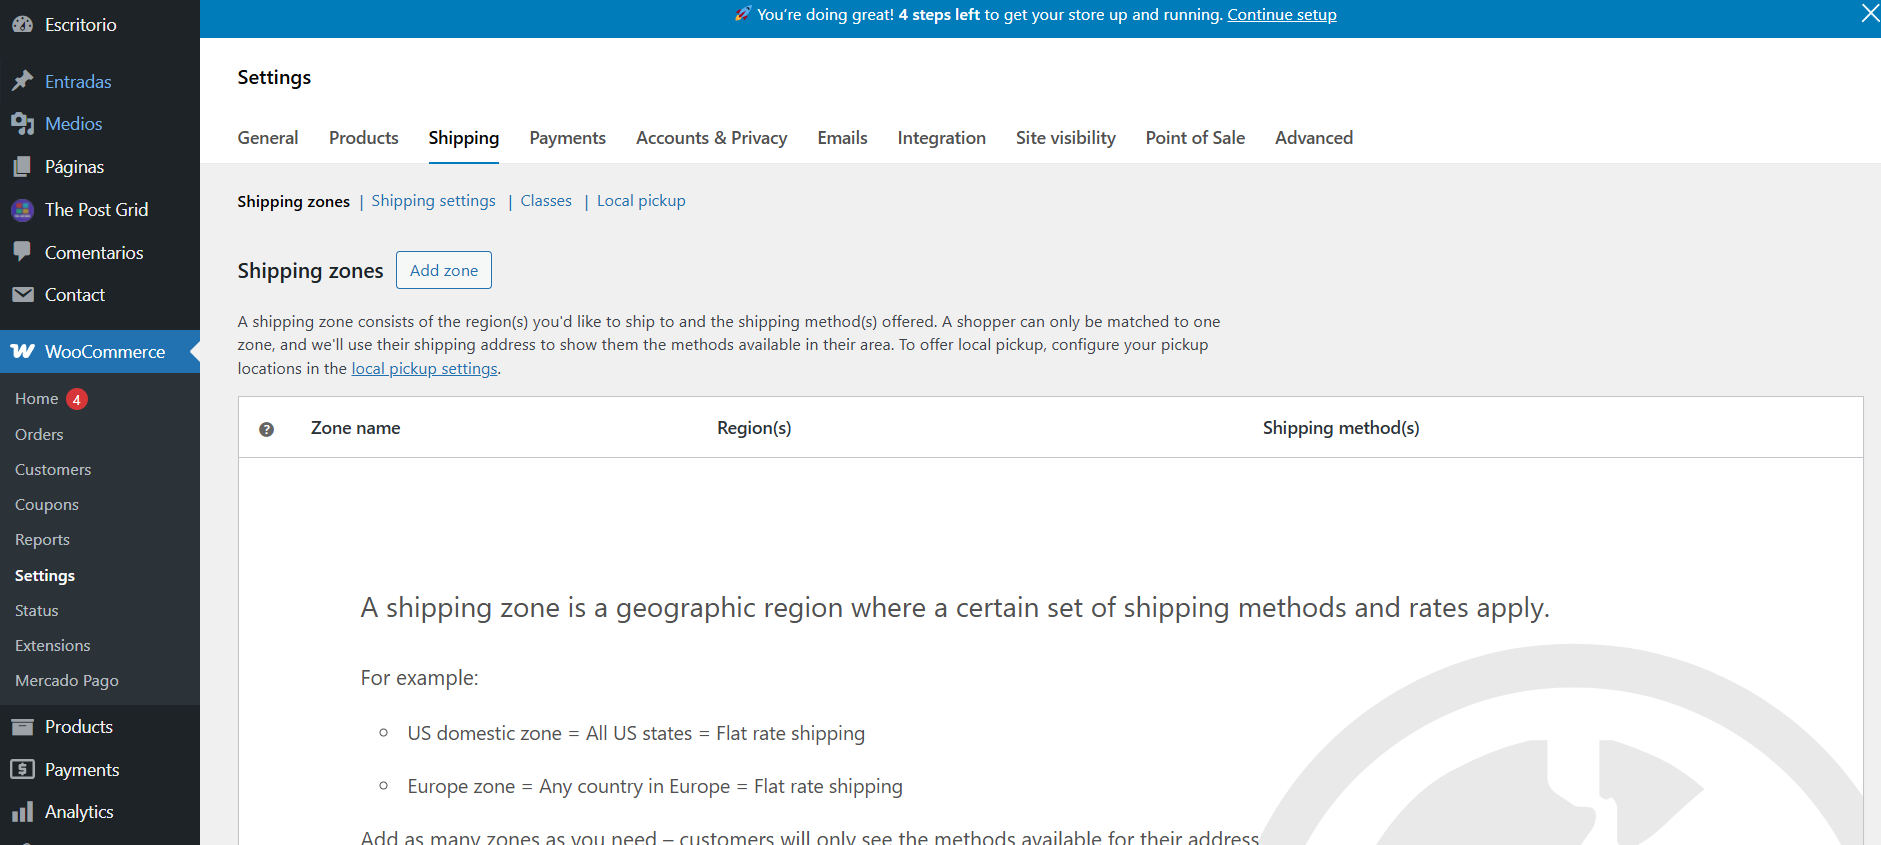 You're doing great! 4 steps left to get your store up and running. Continue setup
Escritorio
Entradas
Medios
Páginas
The Post Grid
Comentarios
Contact
WooCommerce
Home 4
Orders
Customers
Coupons
Reports
Settings
Status
Extensions
Mercado Pago
Products
Payments
Analytics
Settings
General Products Shipping Payments Accounts & Privacy Emails Integration Site visibility Point of Sale Advanced
Shipping zones | Shipping settings | Classes | Local pickup
Shipping zones Add zone
A shipping zone consists of the region(s) you'd like to ship to and the shipping method(s) offered. A shopper can only be matched to one
zone, and we'll use their shipping address to show them the methods available in their area. To offer local pickup, configure your pickup
locations in the local pickup settings.
Zone name Region(s) Shipping method(s)
A shipping zone is a geographic region where a certain set of shipping methods and rates apply.
For example:
US domestic zone = All US states = Flat rate shipping
Europe zone = Any country in Europe = Flat rate shipping
Add as many zones as you need – customers will only see the methods available for their address